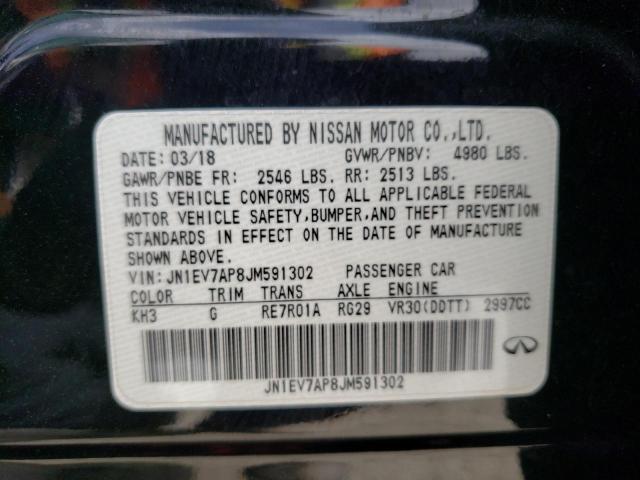 MANUFACTURED BY NISSAN MOTOR CO.,LTD.
DATE: 03/18 GVWR/PNBV: 4980 LBS.
GAWR/PNBE FR: 2546 LBS. RR: 2513 LBS.
THIS VEHICLE CONFORMS TO ALL APPLICABLE FEDERAL
MOTOR VEHICLE SAFETY,BUMPER,AND THEFT PREVENTION
STANDARDS IN EFFECT ON THE DATE OF MANUFACTURE
SHOWN ABOVE.
VIN: JN1EV7AP8JM591302 PASSENGER CAR
COLOR TRIM TRANS AXLE ENGINE
KH3 G RE7R01A RG29 VR30(DDTT) 2997CC
JN1EV7AP8JM591302